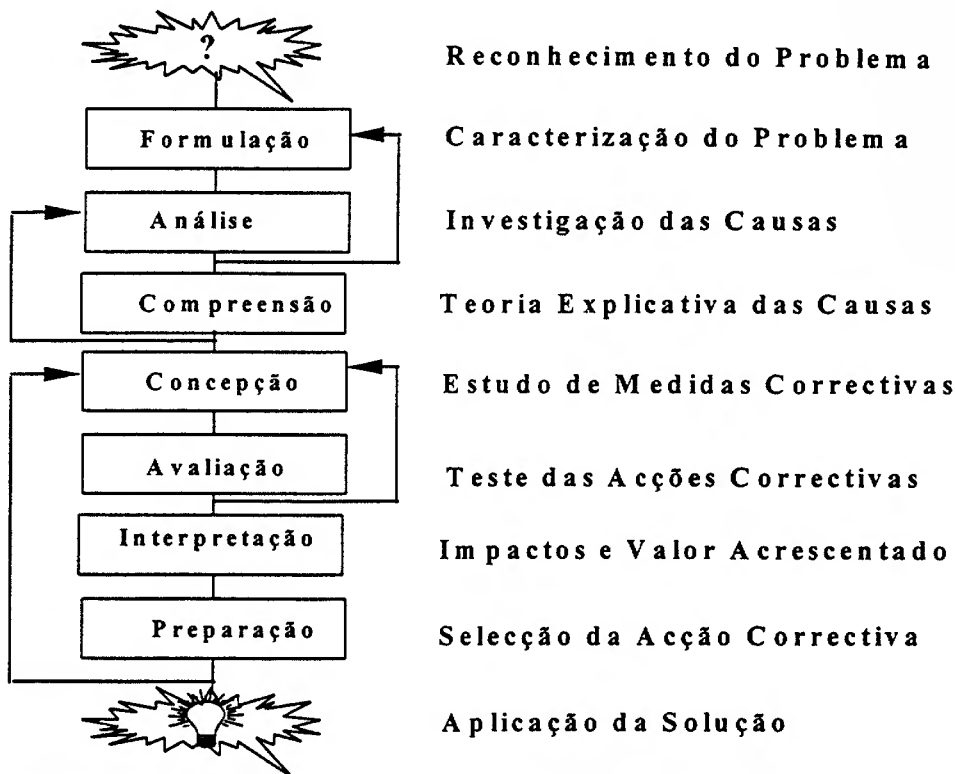 ?
Reconhecimento do Problema
Formulação
Caracterização do Problema
Análise
Investigação das Causas
Compreensão
Teoria Explicativa das Causas
Concepção
Estudo de Medidas Correctivas
Avaliação
Teste das Acções Correctivas
Interpretação
Impactos e Valor Acrescentado
Preparação
Selecção da Acção Correctiva
Aplicação da Solução